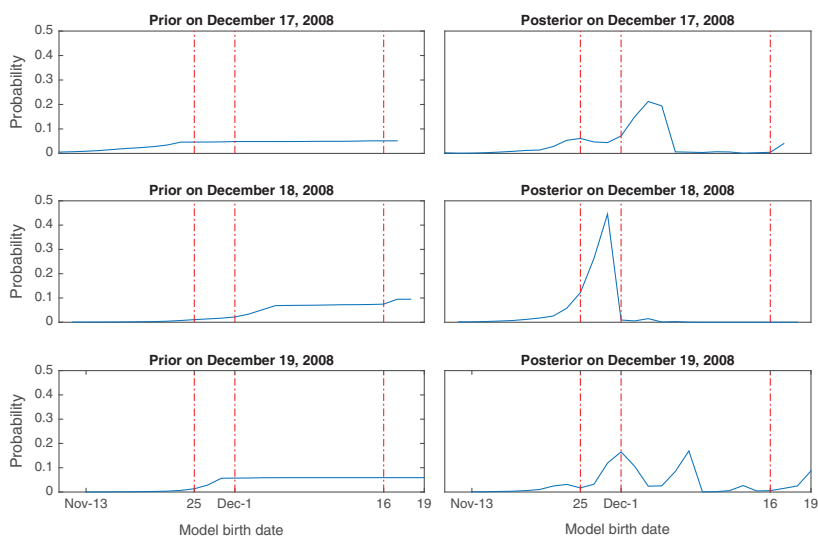 Prior on December 17, 2008
Posterior on December 17, 2008
Probability
0.5
0.4
0.3
0.2
0.1
0
Prior on December 18, 2008
Posterior on December 18, 2008
Probability
0.5
0.4
0.3
0.2
0.1
0
Prior on December 19, 2008
Posterior on December 19, 2008
Probability
0.5
0.4
0.3
0.2
0.1
0
Nov-13 25 Dec-1 16 19
Nov-13 25 Dec-1 16 19
Model birth date
Model birth date